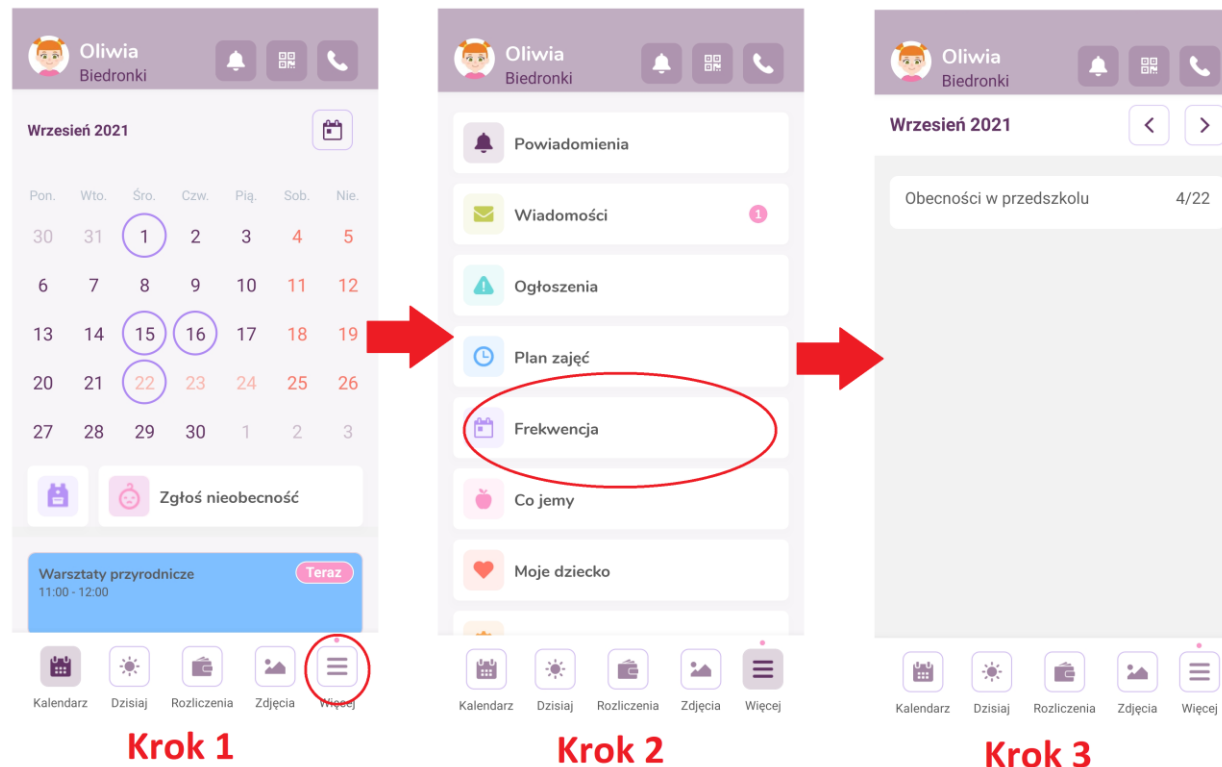 Oliwia
Biedronki
Wrzesień 2021
Pon. Wto. Śro. Czw. Pią. Sob. Nie.
30 31 1 2 3 4 5
6 7 8 9 10 11 12
13 14 15 16 17 18 19
20 21 22 23 24 25 26
27 28 29 30 1 2 3
Zgłoś nieobecność
Warsztaty przyrodnicze Teraz
11:00 - 12:00
Kalendarz Dzisiaj Rozliczenia Zdjęcia Więcej
Krok 1
Oliwia
Biedronki
Powiadomienia
Wiadomości 1
Ogłoszenia
Plan zajęć
Frekwencja
Co jemy
Moje dziecko
Kalendarz Dzisiaj Rozliczenia Zdjęcia Więcej
Krok 2
Oliwia
Biedronki
Wrzesień 2021
Obecności w przedszkolu 4/22
Kalendarz Dzisiaj Rozliczenia Zdjęcia Więcej
Krok 3